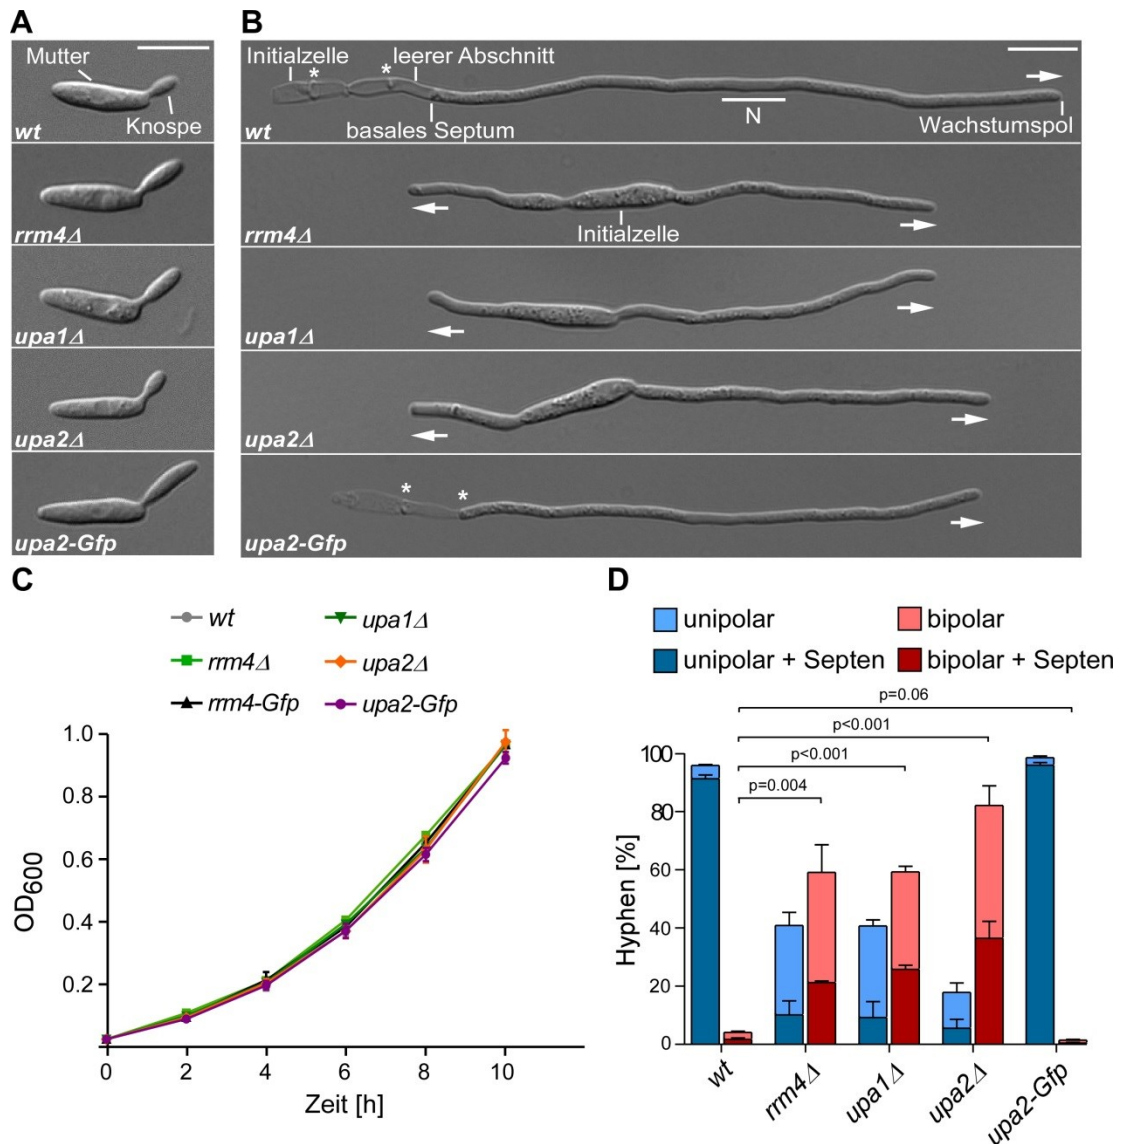 A
Mutter
Knospe
wt
rrm4Δ
upa1Δ
upa2Δ
upa2-Gfp
B
Initialzelle
*
*
leerer Abschnitt
basales Septum
N
Wachstumspol
wt
rrm4Δ
Initialzelle
upa1Δ
upa2Δ
*
*
upa2-Gfp
C
wt
upa1Δ
rrm4Δ
upa2Δ
rrm4-Gfp
upa2-Gfp
OD600
1.0
0.8
0.6
0.4
0.2
0 2 4 6 8 10
Zeit [h]
D
unipolar
bipolar
unipolar + Septen
bipolar + Septen
p=0.06
p<0.001
p<0.001
p=0.004
Hyphen [%]
100
80
60
40
20
0
wt
rrm4Δ
upa1Δ
upa2Δ
upa2-Gfp